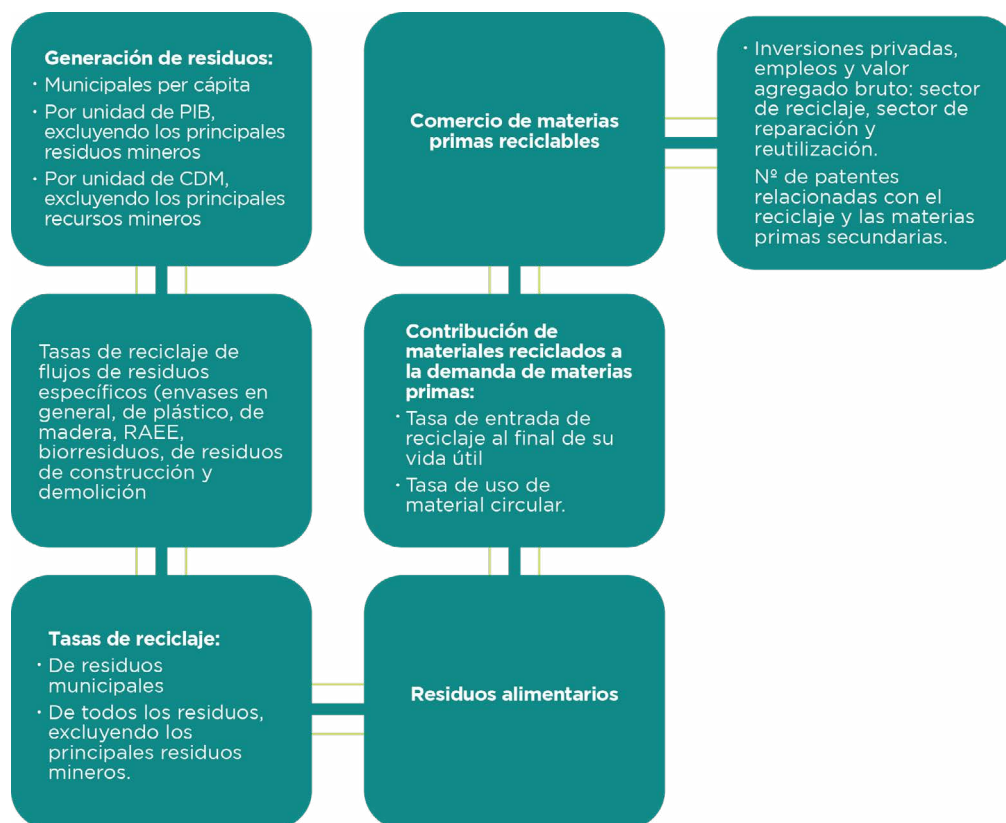 Generación de residuos:
· Municipales per cápita
· Por unidad de PIB,
excluyendo los principales
residuos mineros
· Por unidad de CDM,
excluyendo los principales
recursos mineros
Tasas de reciclaje de
flujos de residuos
específicos (envases en
general, de plástico, de
madera, RAEE,
biorresiduos, de residuos
de construcción y
demolición
Tasas de reciclaje:
· De residuos
municipales
· De todos los residuos,
excluyendo los
principales residuos
mineros.
Residuos alimentarios
Contribución de
materiales reciclados a
la demanda de materias
primas:
· Tasa de entrada de
reciclaje al final de su
vida útil
· Tasa de uso de
material circular.
Comercio de materias
primas reciclables
· Inversiones privadas,
empleos y valor
agregado bruto: sector
de reciclaje, sector de
reparación y
reutilización.
Nº de patentes
relacionadas con el
reciclaje y las materias
primas secundarias.